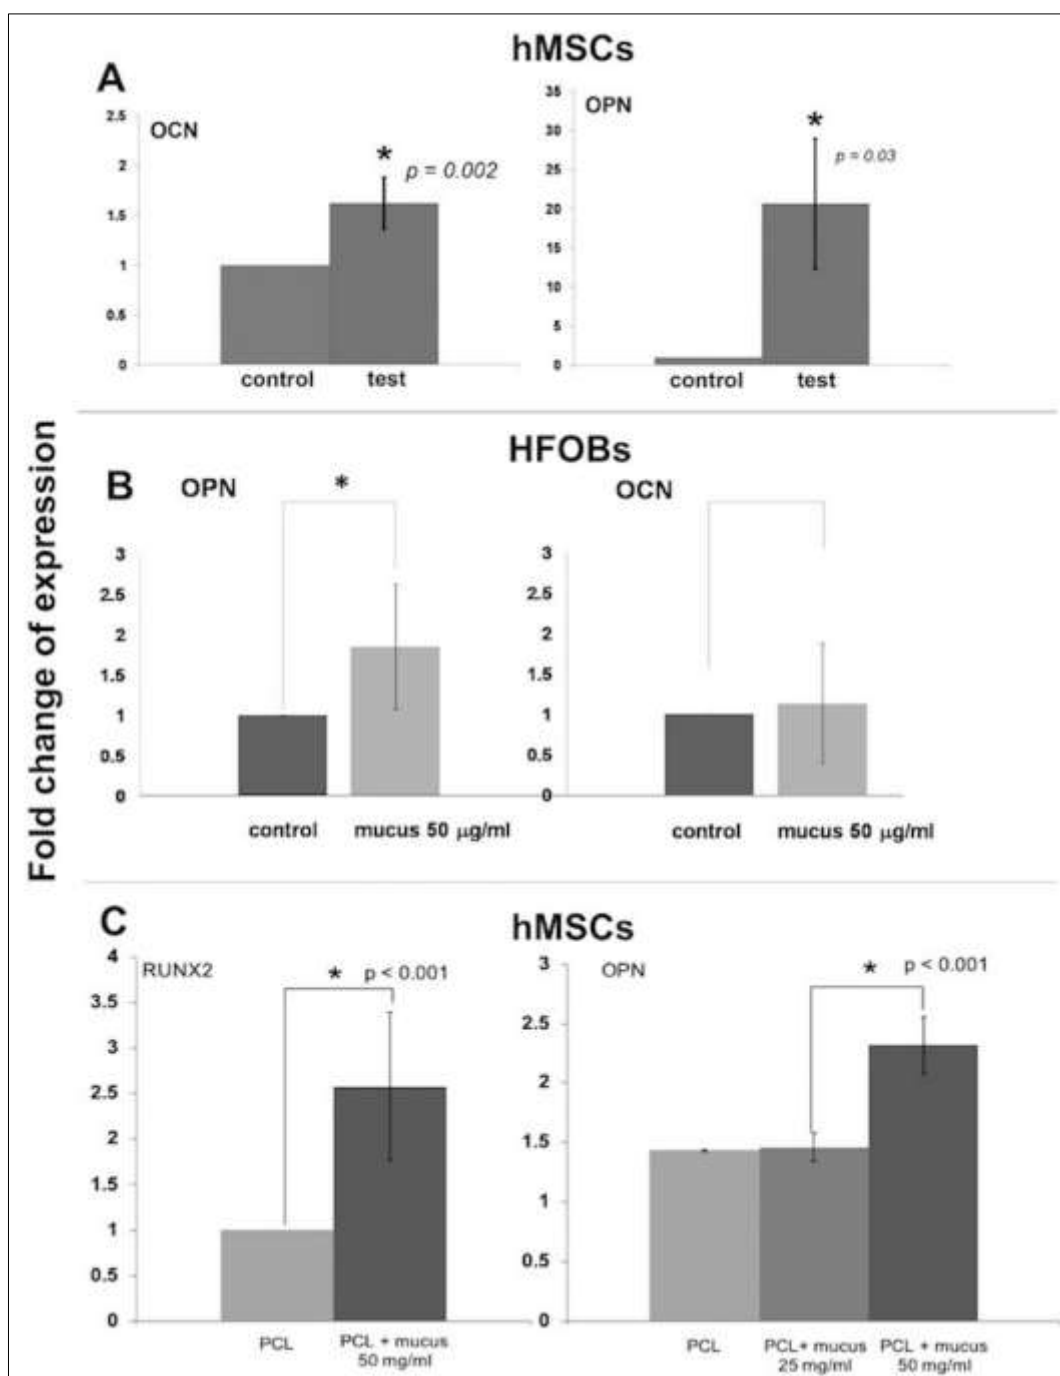 hMSCs
A
OCN
2.5
2
1.5
1
0.5
0
*
p = 0.002
control test
OPN
35
30
25
20
15
10
5
0
*
p = 0.03
control test
Fold change of expression
HFOBs
B
OPN
*
3
2.5
2
1.5
1
0.5
0
control mucus 50 µg/ml
OCN
3
2.5
2
1.5
1
0.5
0
control mucus 50 µg/ml
C
hMSCs
RUNX2
* p < 0.001
4
3.5
3
2.5
2
1.5
1
0.5
0
PCL PCL + mucus
50 mg/ml
OPN
* p < 0.001
3
2.5
2
1.5
1
0.5
0
PCL PCL+ mucus PCL + mucus
25 mg/ml 50 mg/ml